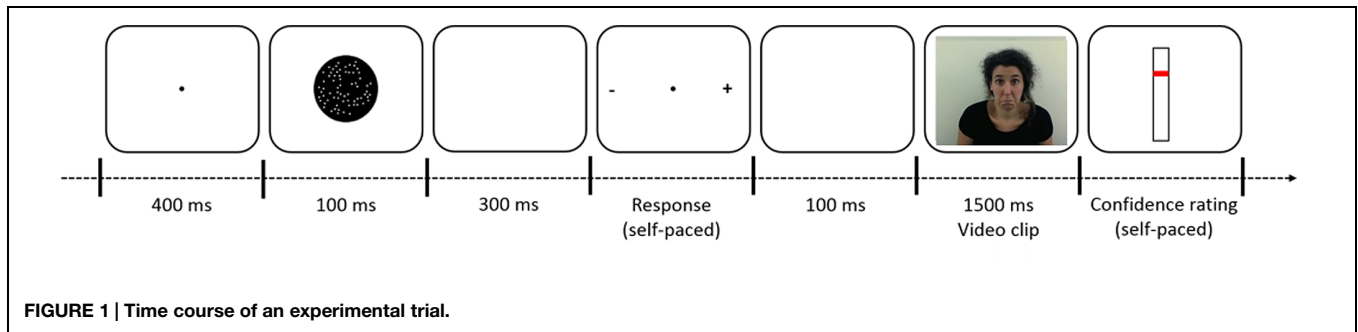 - +
400 ms
100 ms
300 ms
Response
(self-paced)
100 ms
1500 ms
Video clip
Confidence rating
(self-paced)
FIGURE 1 | Time course of an experimental trial.